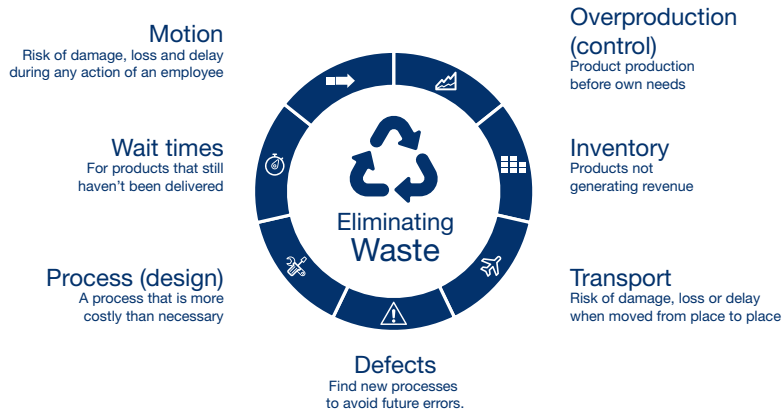 Motion
Risk of damage, loss and delay
during any action of an employee
Overproduction
(control)
Product production
before own needs
Wait times
For products that still
haven't been delivered
Inventory
Products not
generating revenue
Eliminating
Waste
Process (design)
A process that is more
costly than necessary
Transport
Risk of damage, loss or delay
when moved from place to place
Defects
Find new processes
to avoid future errors.